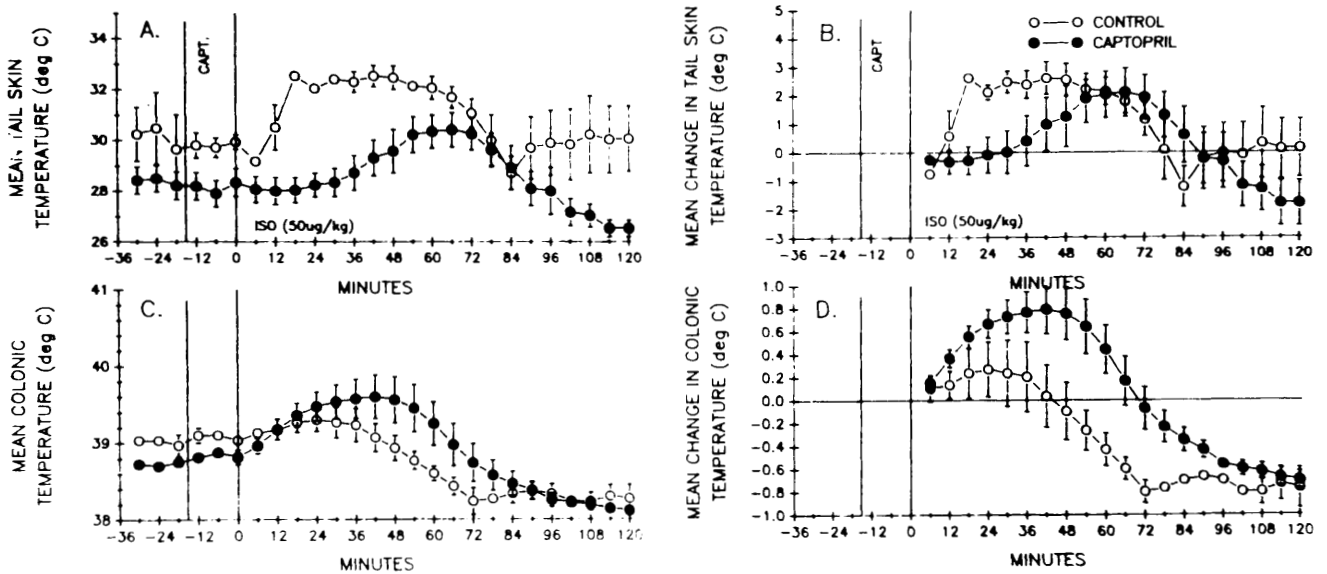 A.
CAPT.
ISO (50ug/kg)
MEAN TAIL SKIN
TEMPERATURE (deg C)
35
32
30
28
26
-36 -24 -12 0 12 24 36 48 60 72 84 96 108 120
MINUTES
B.
CAPT
CONTROL
CAPTOPRIL
ISO (50ug/kg)
MEAN CHANGE IN TAIL SKIN
TEMPERATURE (deg C)
5
4
3
2
1
0
-1
-2
-3
-36 -24 -12 0 12 24 36 48 60 72 84 96 108 120
MINUTES
C.
MEAN COLONIC
TEMPERATURE (deg C)
41
40
39
38
-36 -24 -12 0 12 24 36 48 60 72 84 96 108 120
MINUTES
D.
MEAN CHANGE IN COLONIC
TEMPERATURE (deg C)
1.0
0.8
0.6
0.4
0.2
0.0
-0.2
-0.4
-0.6
-0.8
-1.0
-36 -24 -12 0 12 24 36 48 60 72 84 96 108 120
MINUTES